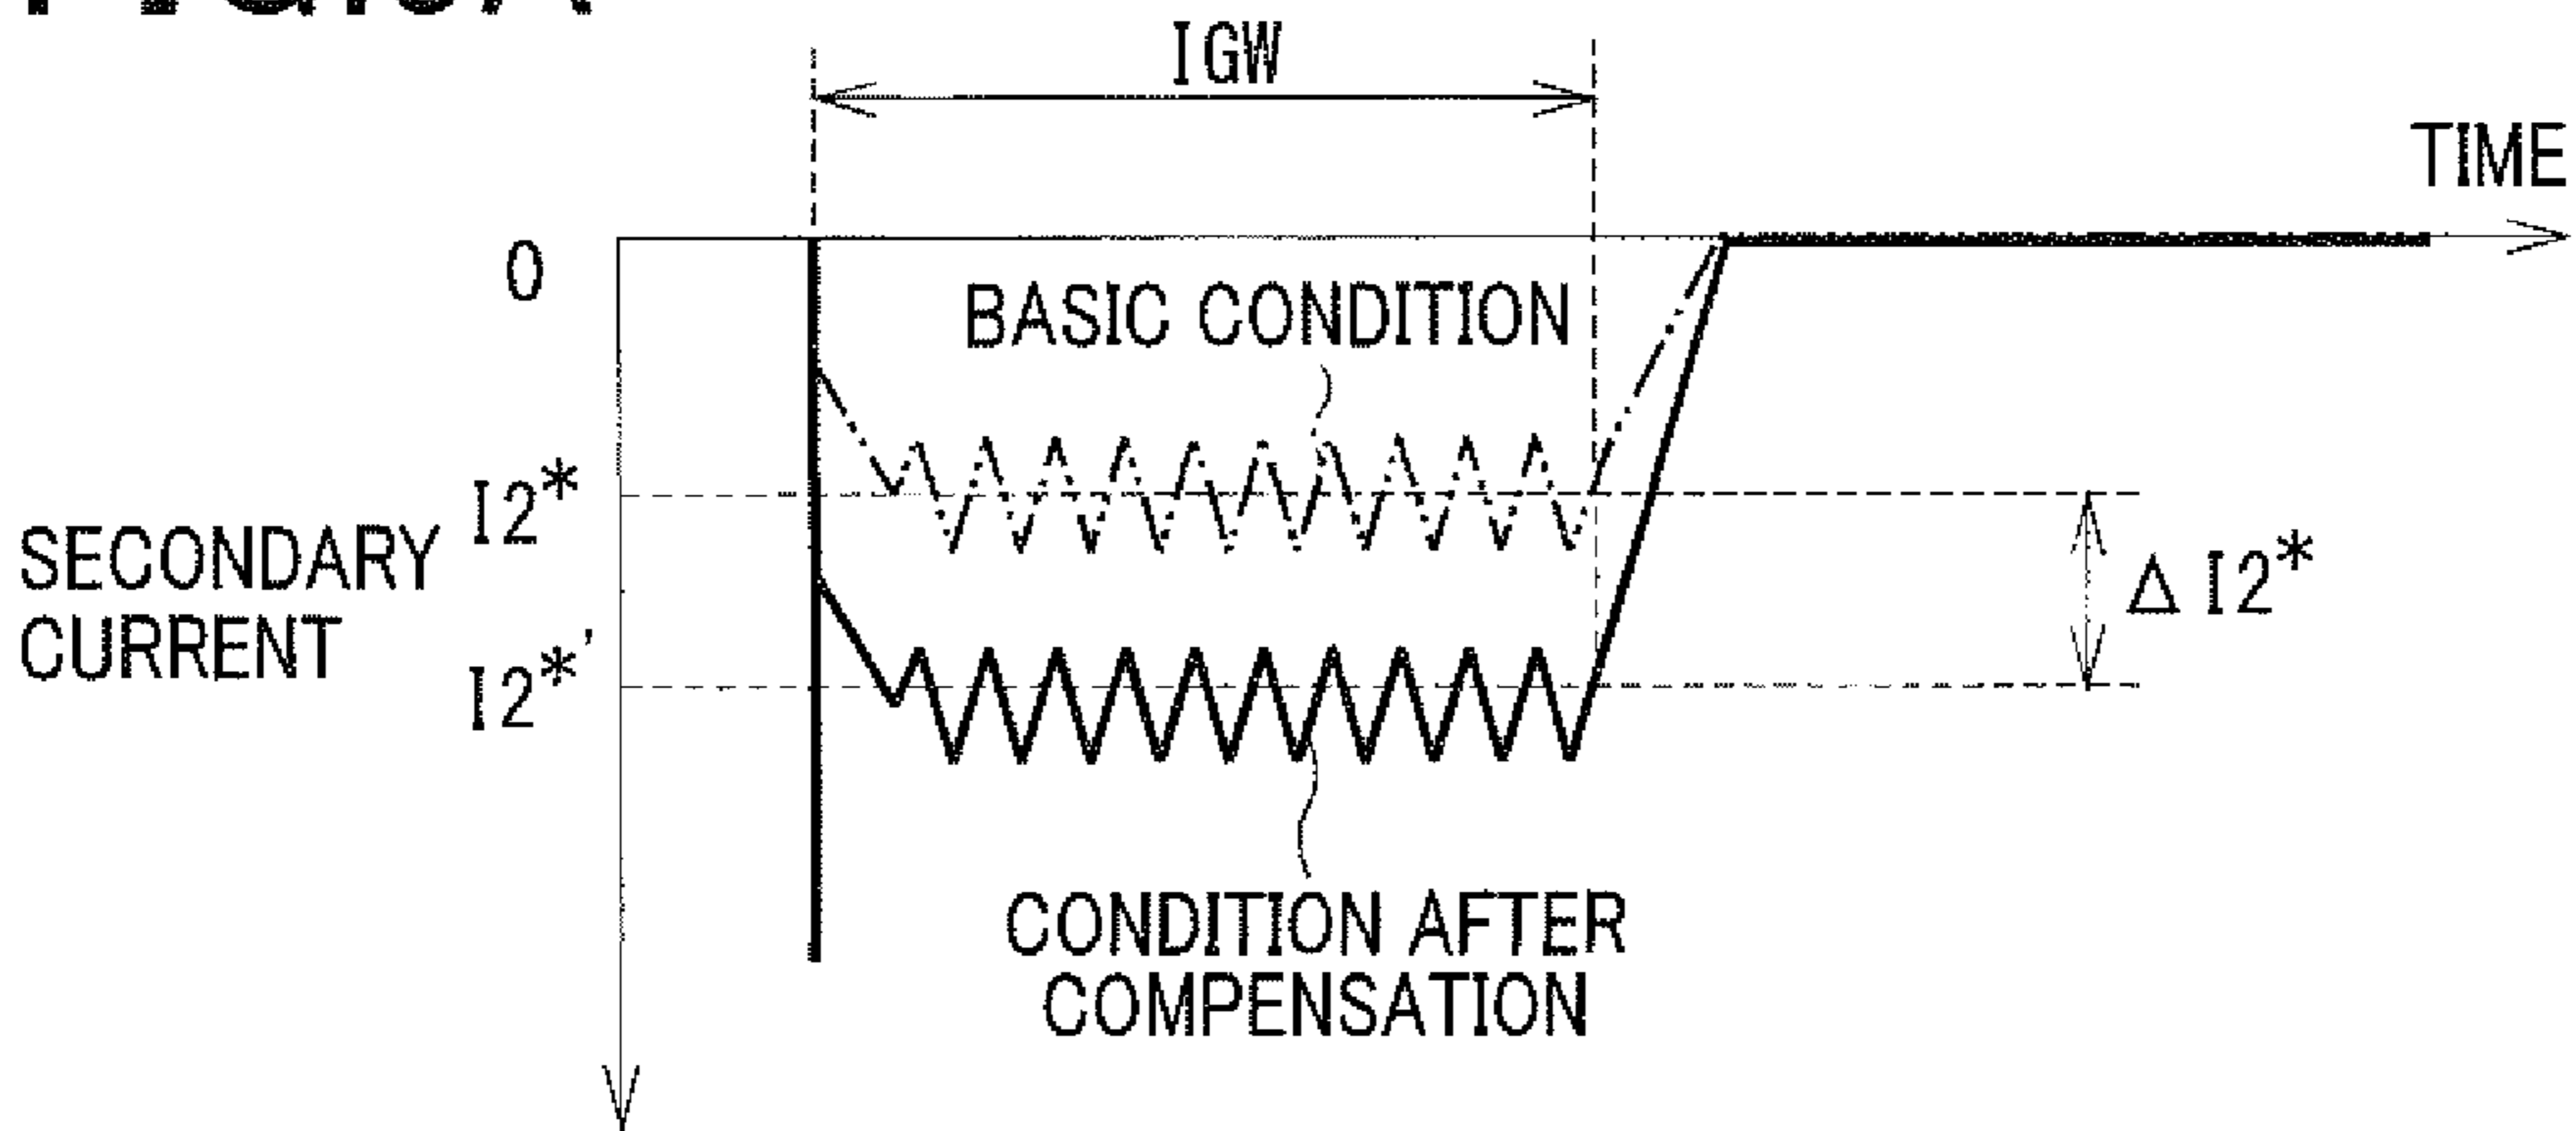 IGW
TIME
0
BASIC CONDITION
I2*
SECONDARY
CURRENT
ΔI2*
I2*'
CONDITION AFTER
COMPENSATION